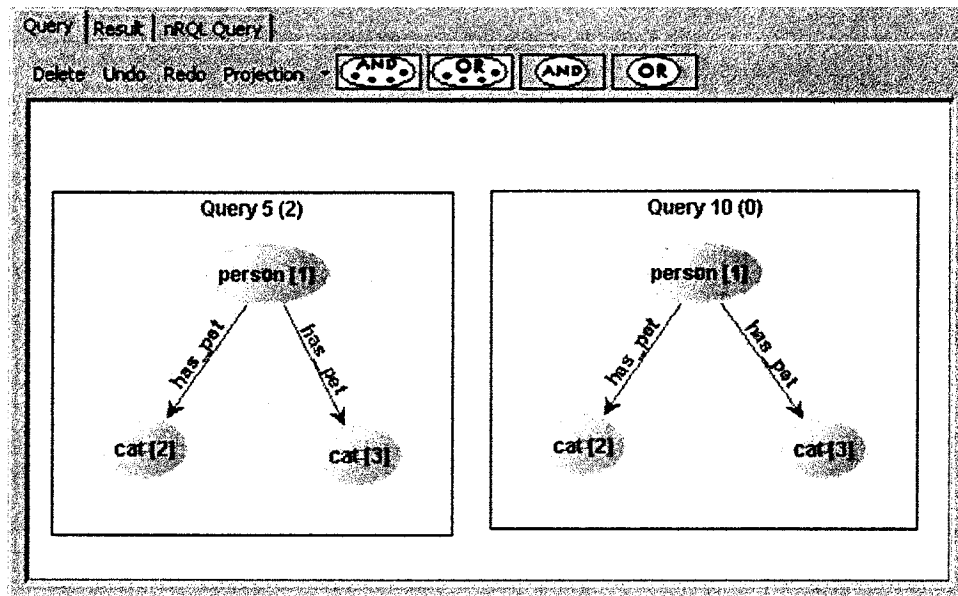 Query Result nRQL Query
Delete Undo Redo Projection AND OR AND OR
Query 5 (2)
person [1]
has_pet has_pet
cat [2] cat [3]
Query 10 (0)
person [1]
has_pet has_pet
cat [2] cat [3]